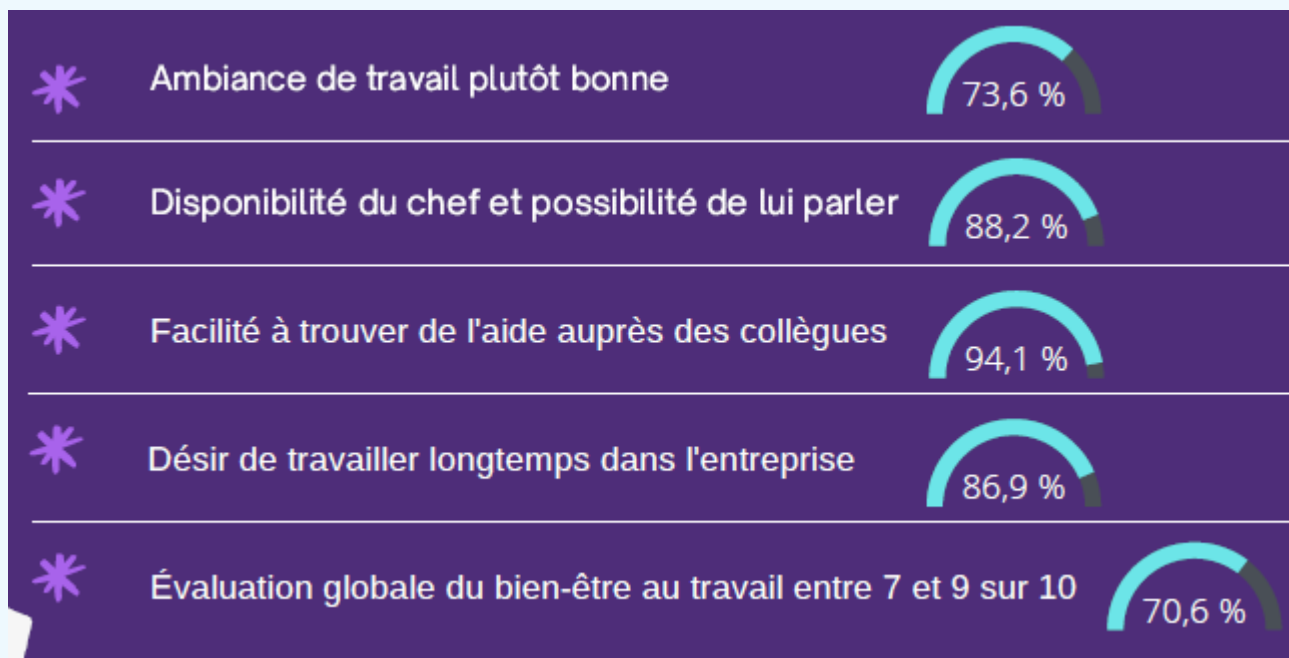 Ambiance de travail plutôt bonne
73,6 %
Disponibilité du chef et possibilité de lui parler
88,2 %
Facilité à trouver de l'aide auprès des collègues
94,1 %
Désir de travailler longtemps dans l'entreprise
86,9 %
Évaluation globale du bien-être au travail entre 7 et 9 sur 10
70,6 %